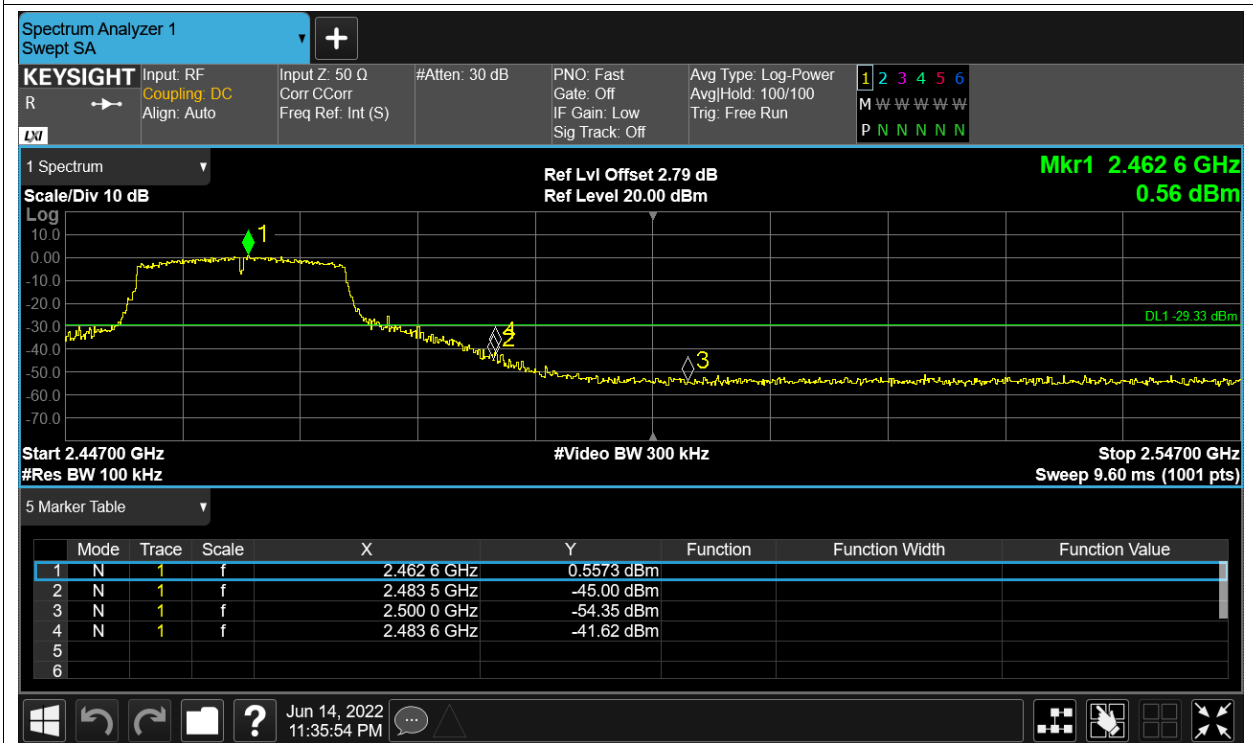 Spectrum Analyzer 1
Swept SA
+
KEYSIGHT Input: RF Input Z: 50 Ω #Atten: 30 dB PNO: Fast Avg Type: Log-Power 1 2 3 4 5 6
R Coupling: DC Corr CCorr Gate: Off Avg|Hold: 100/100 M W W W W W W
Align: Auto Freq Ref: Int (S) IF Gain: Low Trig: Free Run
LXI Sig Track: Off P N N N N N N
1 Spectrum Ref Lvl Offset 2.79 dB Mkr1 2.462 6 GHz
Scale/Div 10 dB Ref Level 20.00 dBm 0.56 dBm
Log
10.0
1
0.00
-10.0
-20.0
DL1 -29.33 dBm
-30.0
4
2
-40.0
3
-50.0
-60.0
-70.0
Start 2.44700 GHz #Video BW 300 kHz Stop 2.54700 GHz
#Res BW 100 kHz Sweep 9.60 ms (1001 pts)
5 Marker Table
Mode Trace Scale X Y Function Function Width Function Value
1 N 1 f 2.462 6 GHz 0.5573 dBm
2 N 1 f 2.483 5 GHz -45.00 dBm
3 N 1 f 2.500 0 GHz -54.35 dBm
4 N 1 f 2.483 6 GHz -41.62 dBm
5
6
? Jun 14, 2022
11:35:54 PM